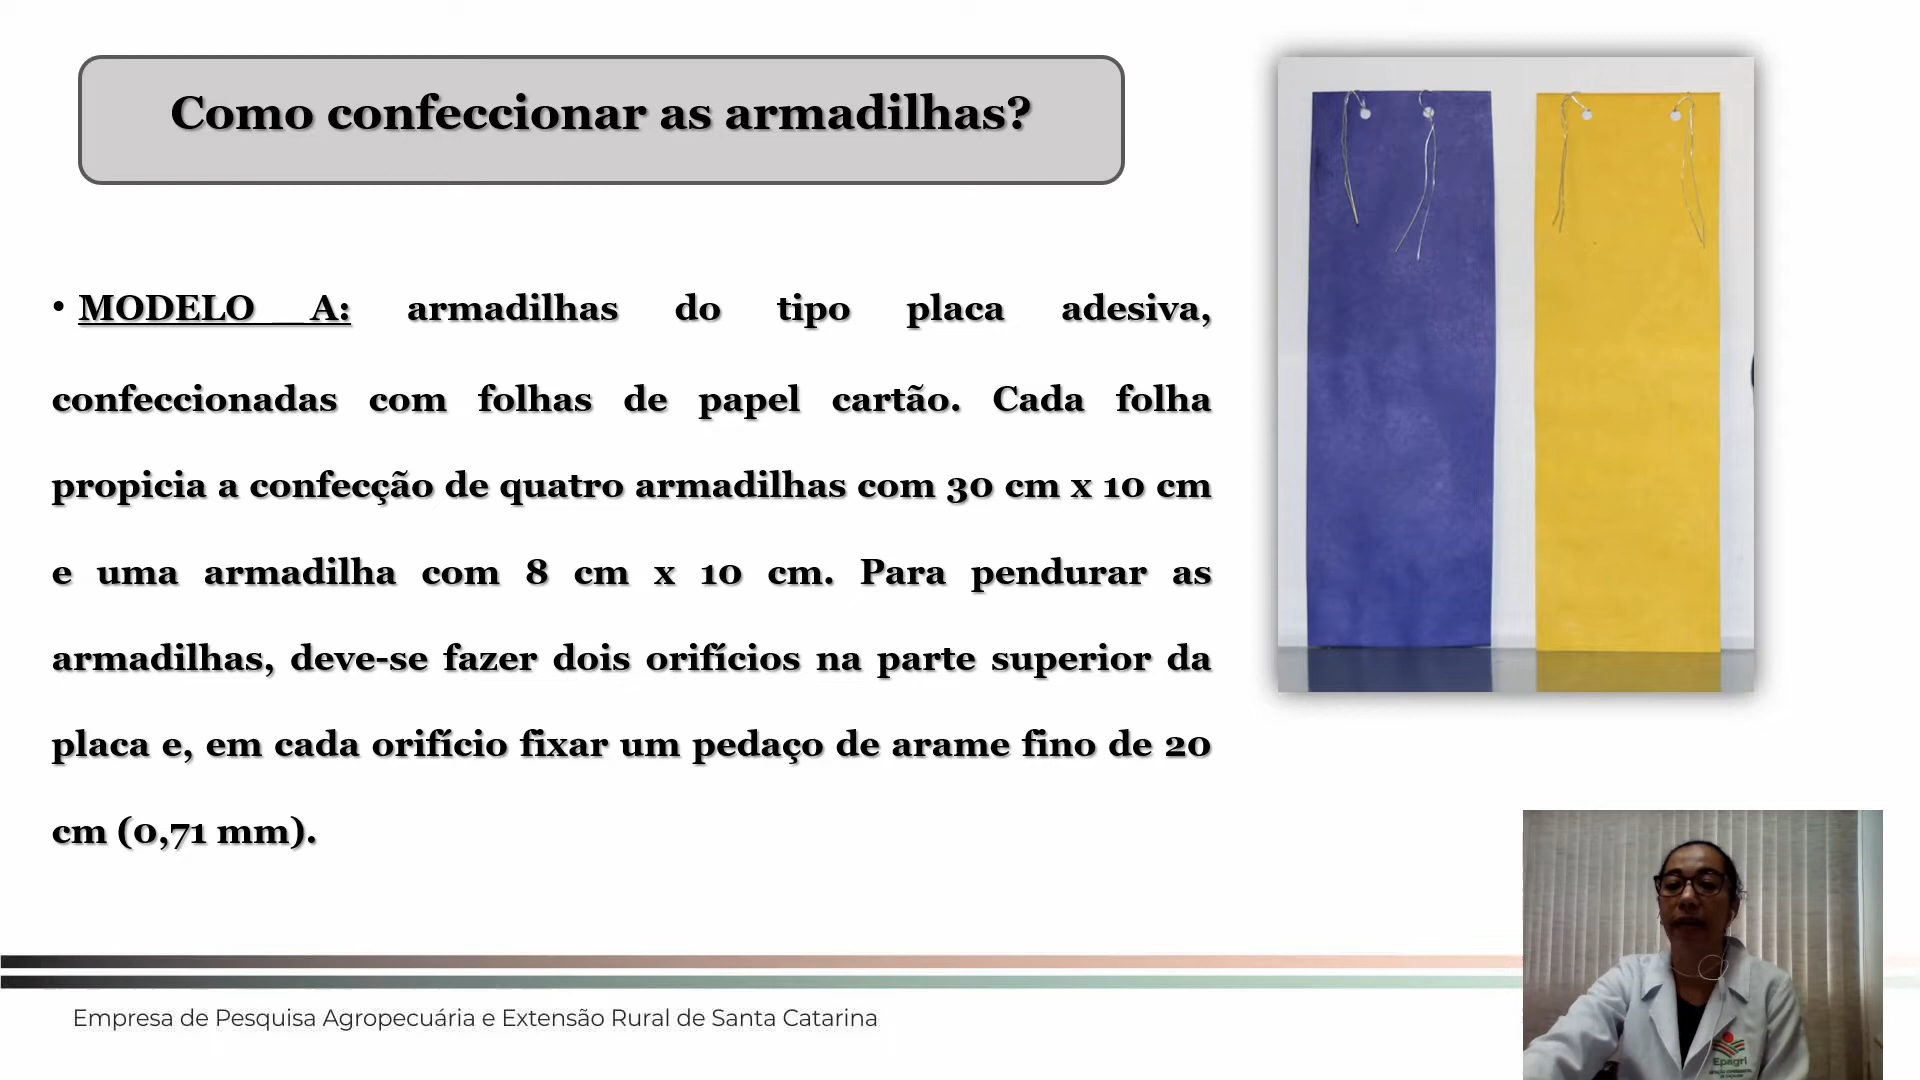 Como confeccionar as armadilhas?
• MODELO A: armadilhas do tipo placa adesiva,
confeccionadas com folhas de papel cartão. Cada folha
propicia a confecção de quatro armadilhas com 30 cm x 10 cm
e uma armadilha com 8 cm x 10 cm. Para pendurar as
armadilhas, deve-se fazer dois orifícios na parte superior da
placa e, em cada orifício fixar um pedaço de arame fino de 20
cm (0,71 mm).
Empresa de Pesquisa Agropecuária e Extensão Rural de Santa Catarina
Epagri